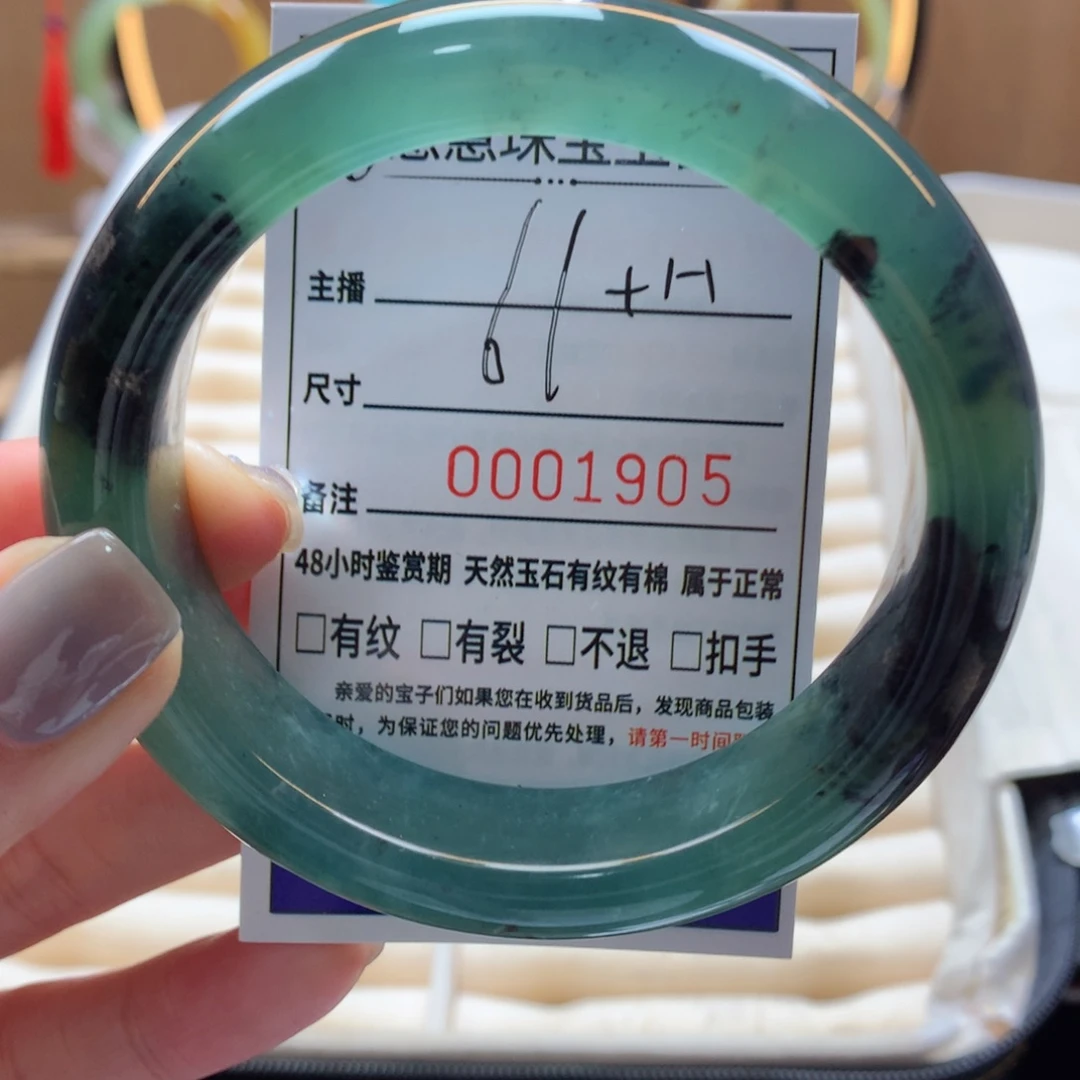 珠宝
主播
尺寸
61+H
备注
0001905
48小时鉴赏期 天然玉石有纹有棉 属于正常
□有纹 □有裂 □不退 □扣手
亲爱的宝子们如果您在收到货品后，发现商品包装
时，为保证您的问题优先处理，请第一时间